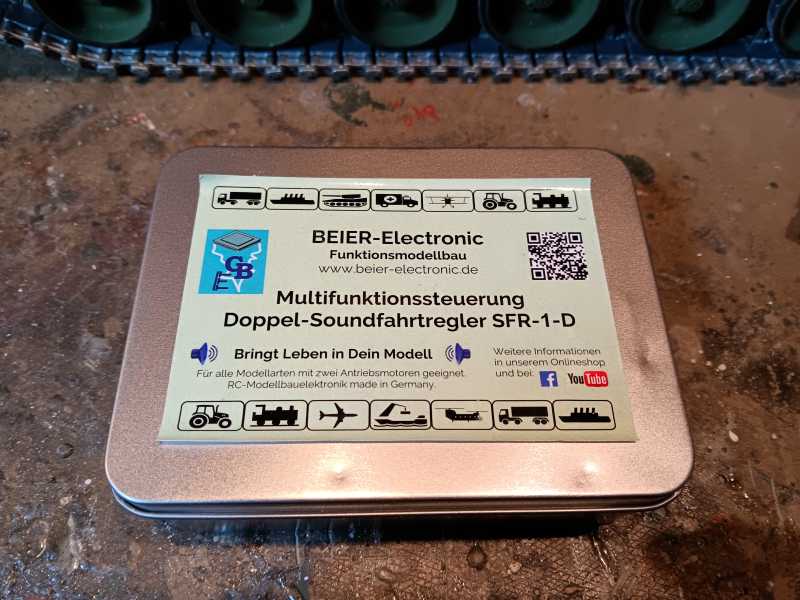 BEIER-Electronic
Funktionsmodellbau
www.beier-electronic.de
GB
E
Multifunktionssteuerung
Doppel-Soundfahrtregler SFR-1-D
Bringt Leben in Dein Modell
Für alle Modellarten mit zwei Antriebsmotoren geeignet.
RC-Modellbauelektronik made in Germany.
Weitere Informationen
in unserem Onlineshop
und bei: f YouTube